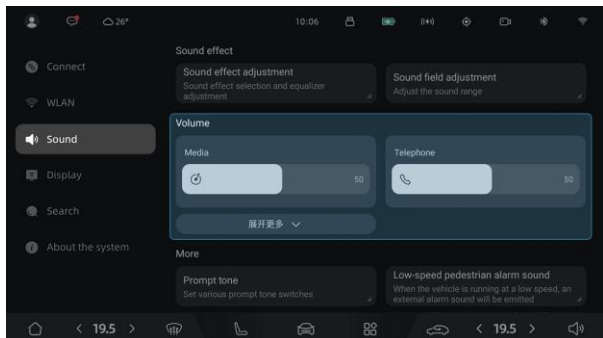 26°
10:06
Connect
WLAN
Sound
Display
Search
About the system
Sound effect
Sound effect adjustment
Sound effect selection and equalizer
adjustment
Sound field adjustment
Adjust the sound range
Volume
Media
50
Telephone
50
展开更多
More
Prompt tone
Set various prompt tone switches
Low-speed pedestrian alarm sound
When the vehicle is running at a low speed, an
external alarm sound will be emitted
< 19.5 >
< 19.5 >